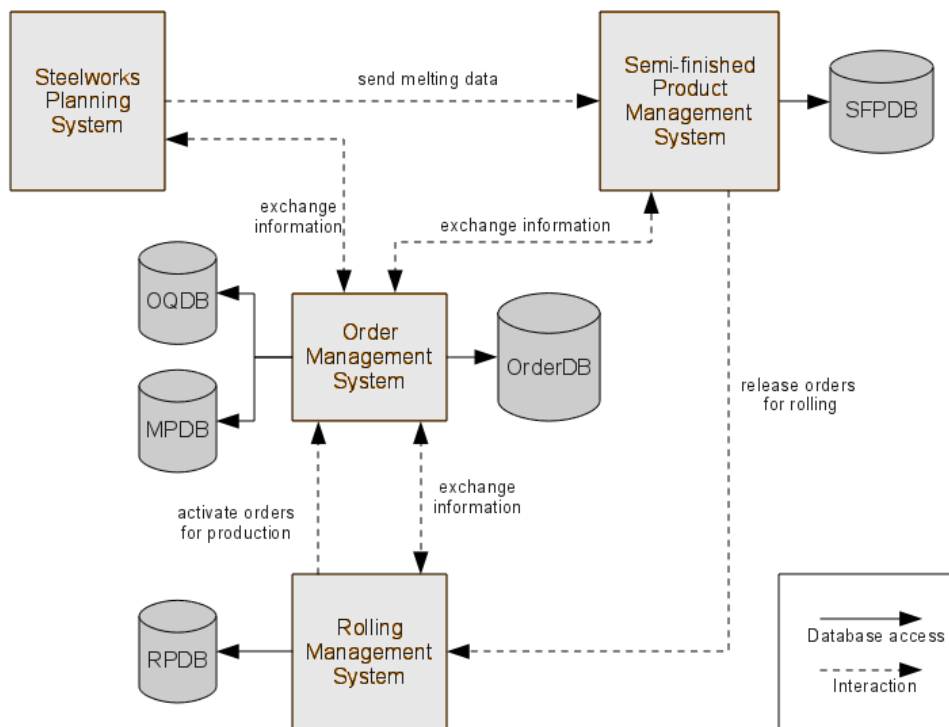 Steelworks
Planning
System
send melting data
Semi-finished
Product
Management
System
SFPDB
exchange
information
exchange information
OQDB
MPDB
Order
Management
System
OrderDB
release orders
for rolling
activate orders
for production
exchange
information
RPDB
Rolling
Management
System
Database access
Interaction